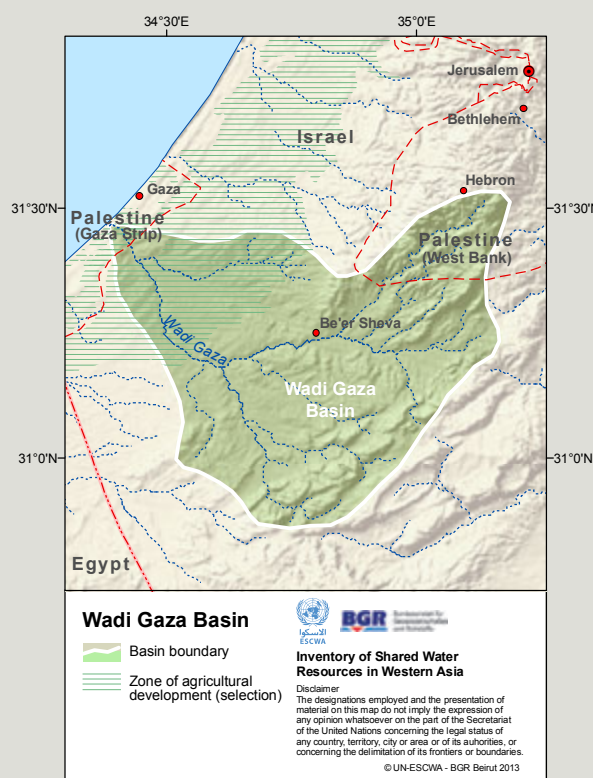 34°30'E
35°0'E
Jerusalem
Bethlehem
Israel
Hebron
Gaza
31°30'N
31°30'N
Palestine
(Gaza Strip)
Palestine
(West Bank)
Be'er Sheva
Wadi Gaza
Wadi Gaza
Basin
31°0'N
31°0'N
Egypt
Wadi Gaza Basin
Basin boundary
Zone of agricultural
development (selection)
الاسكوا
ESCWA
BGR
Inventory of Shared Water
Resources in Western Asia
Disclaimer
The designations employed and the presentation of
material on this map do not imply the expression of
any opinion whatsoever on the part of the Secretariat
of the United Nations concerning the legal status of
any country, territory, city or area or of its auhorities, or
concerning the delimitation of its frontiers or boundaries.
© UN-ESCWA - BGR Beirut 2013